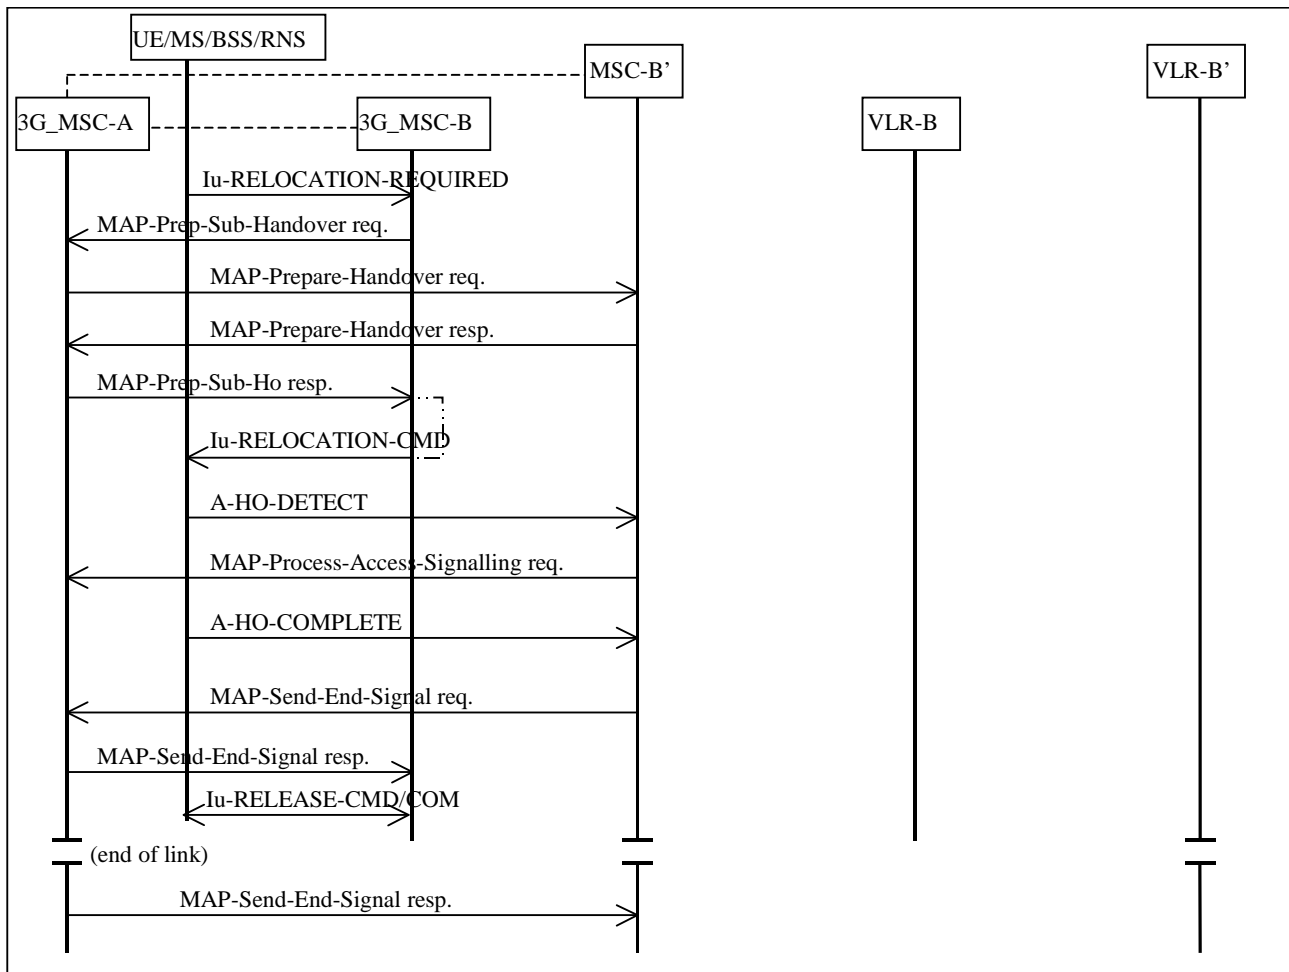 UE/MS/BSS/RNS
MSC-B’
VLR-B’
3G_MSC-A
3G_MSC-B
VLR-B
Iu-RELOCATION-REQUIRED
MAP-Prep-Sub-Handover req.
MAP-Prepare-Handover req.
MAP-Prepare-Handover resp.
MAP-Prep-Sub-Ho resp.
Iu-RELOCATION-CMD
A-HO-DETECT
MAP-Process-Access-Signalling req.
A-HO-COMPLETE
MAP-Send-End-Signal req.
MAP-Send-End-Signal resp.
Iu-RELEASE-CMD/COM
(end of link)
MAP-Send-End-Signal resp.